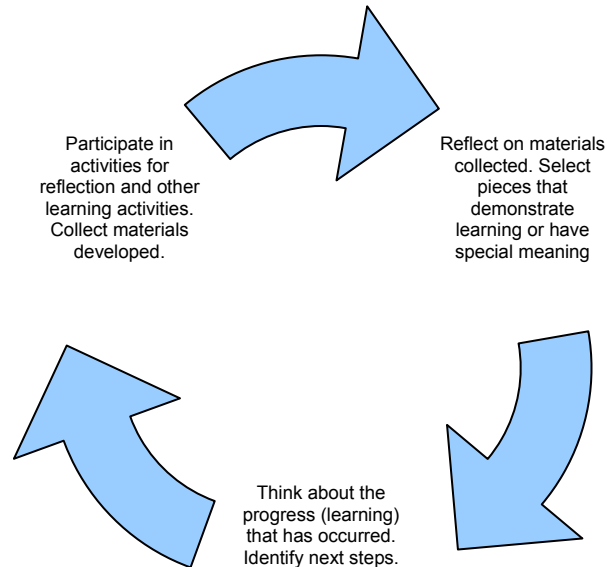 Participate in
activities for
reflection and other
learning activities.
Collect materials
developed.
Reflect on materials
collected. Select
pieces that
demonstrate
learning or have
special meaning
Think about the
progress (learning)
that has occurred.
Identify next steps.